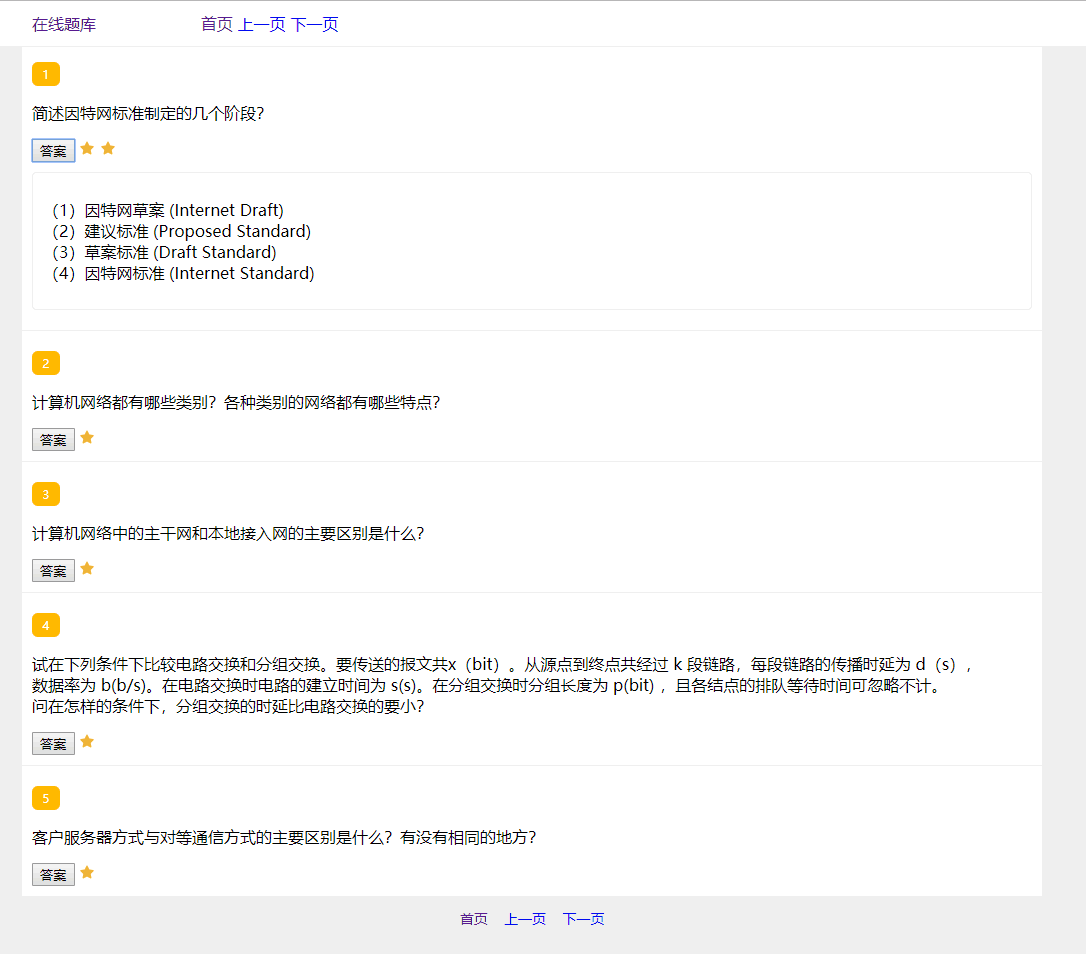 在线题库 首页 上一页 下一页
1
简述因特网标准制定的几个阶段？
答案
（1）因特网草案 (Internet Draft)
（2）建议标准 (Proposed Standard)
（3）草案标准 (Draft Standard)
（4）因特网标准 (Internet Standard)
2
计算机网络都有哪些类别？各种类别的网络都有哪些特点？
答案
3
计算机网络中的主干网和本地接入网的主要区别是什么？
答案
4
试在下列条件下比较电路交换和分组交换。要传送的报文共x（bit）。从源点到终点共经过 k 段链路，每段链路的传播时延为 d（s），
数据率为 b(b/s)。在电路交换时电路的建立时间为 s(s)。在分组交换时分组长度为 p(bit) ，且各结点的排队等待时间可忽略不计。
问在怎样的条件下，分组交换的时延比电路交换的要小？
答案
5
客户服务器方式与对等通信方式的主要区别是什么？有没有相同的地方？
答案
首页 上一页 下一页